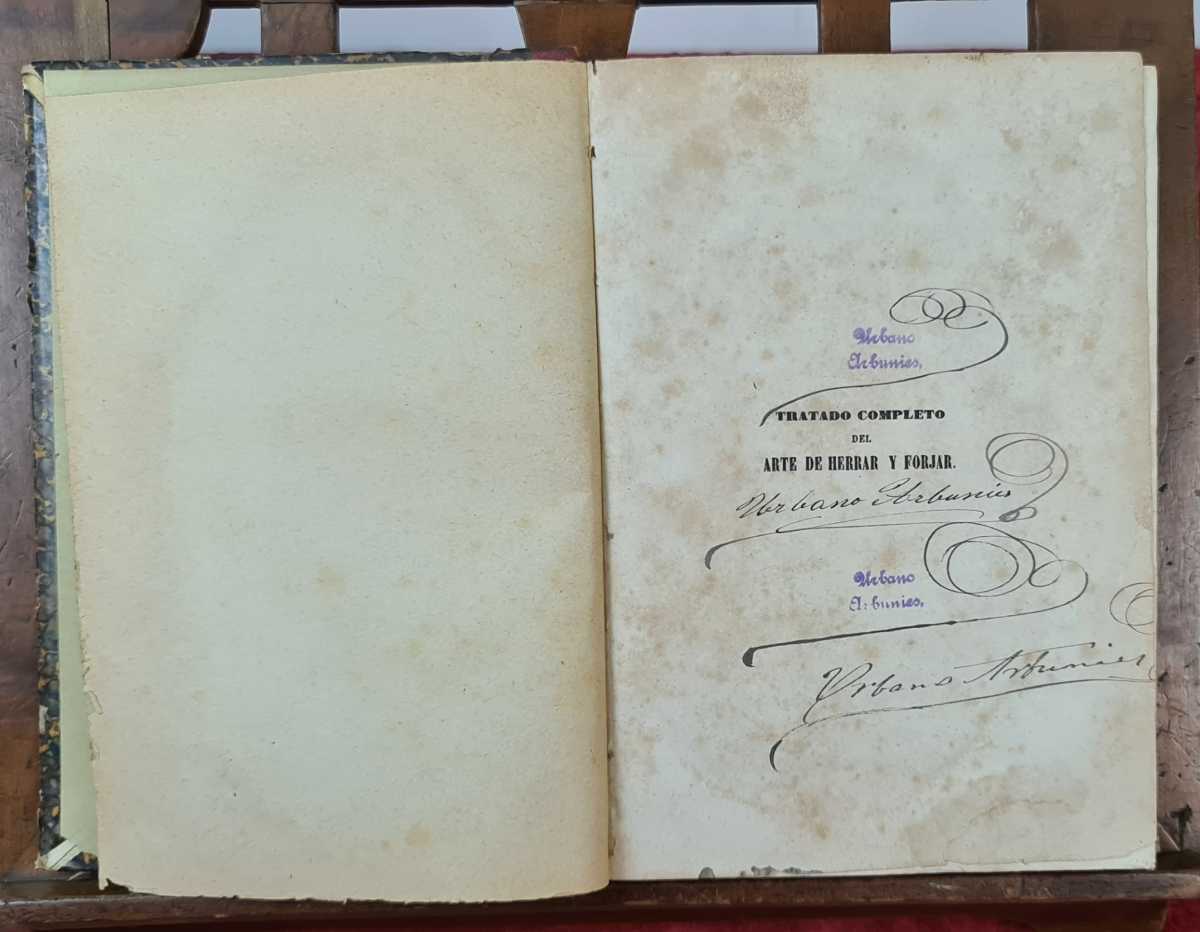 Urbano
Arbunies.
TRATADO COMPLETO
DEL
ARTE DE HERRAR Y FORJAR.
Urbano Arbunies
Urbano
Arbunies.
Urbano Arbunies